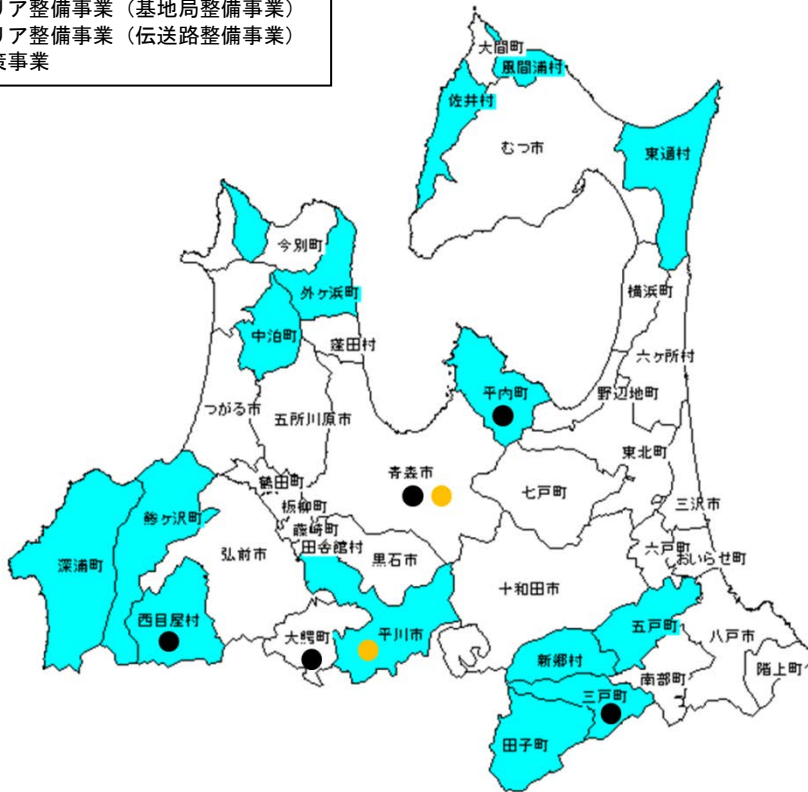 リア整備事業（基地局整備事業）
リア整備事業（伝送路整備事業）
策事業
大間町
風間浦村
佐井村
むつ市
東通村
今別町
外ヶ浜町
横浜町
中泊町
蓬田村
六ヶ所村
平内町
野辺地町
つがる市
五所川原市
東北町
青森市
鶴田町
七戸町
板柳町
三沢市
鰺ヶ沢町
藤崎町
田舎館村
六戸町
おいらせ町
弘前市
黒石市
深浦町
十和田市
西目屋村
五戸町
八戸市
大鰐町
平川市
新郷村
階上町
南部町
三戸町
田子町